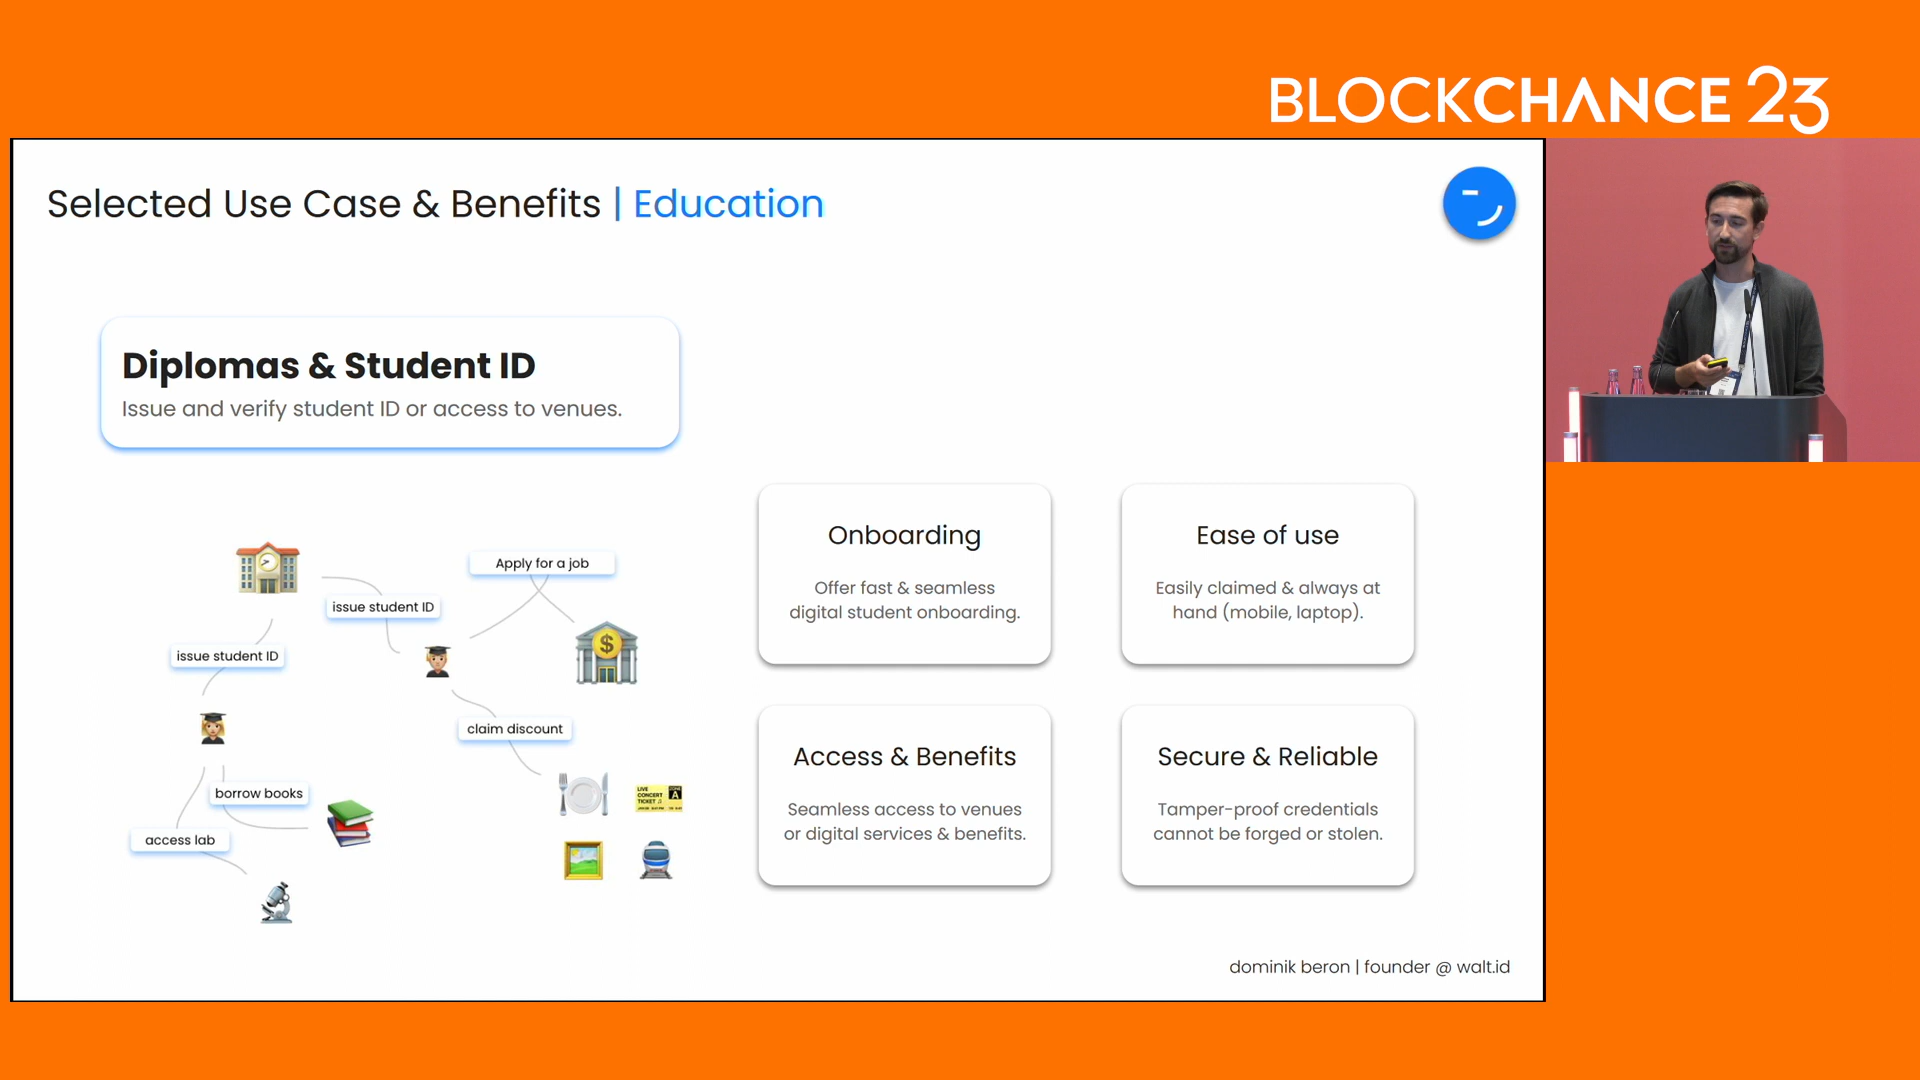 BLOCKCHANCE 23
Selected Use Case & Benefits | Education
Diplomas & Student ID
Issue and verify student ID or access to venues.
Apply for a job
issue student ID
issue student ID
claim discount
borrow books
access lab
LIVE
CONCERT
TICKET
A
Onboarding
Offer fast & seamless
digital student onboarding.
Ease of use
Easily claimed & always at
hand (mobile, laptop).
Access & Benefits
Seamless access to venues
or digital services & benefits.
Secure & Reliable
Tamper-proof credentials
cannot be forged or stolen.
dominik beron | founder @ walt.id